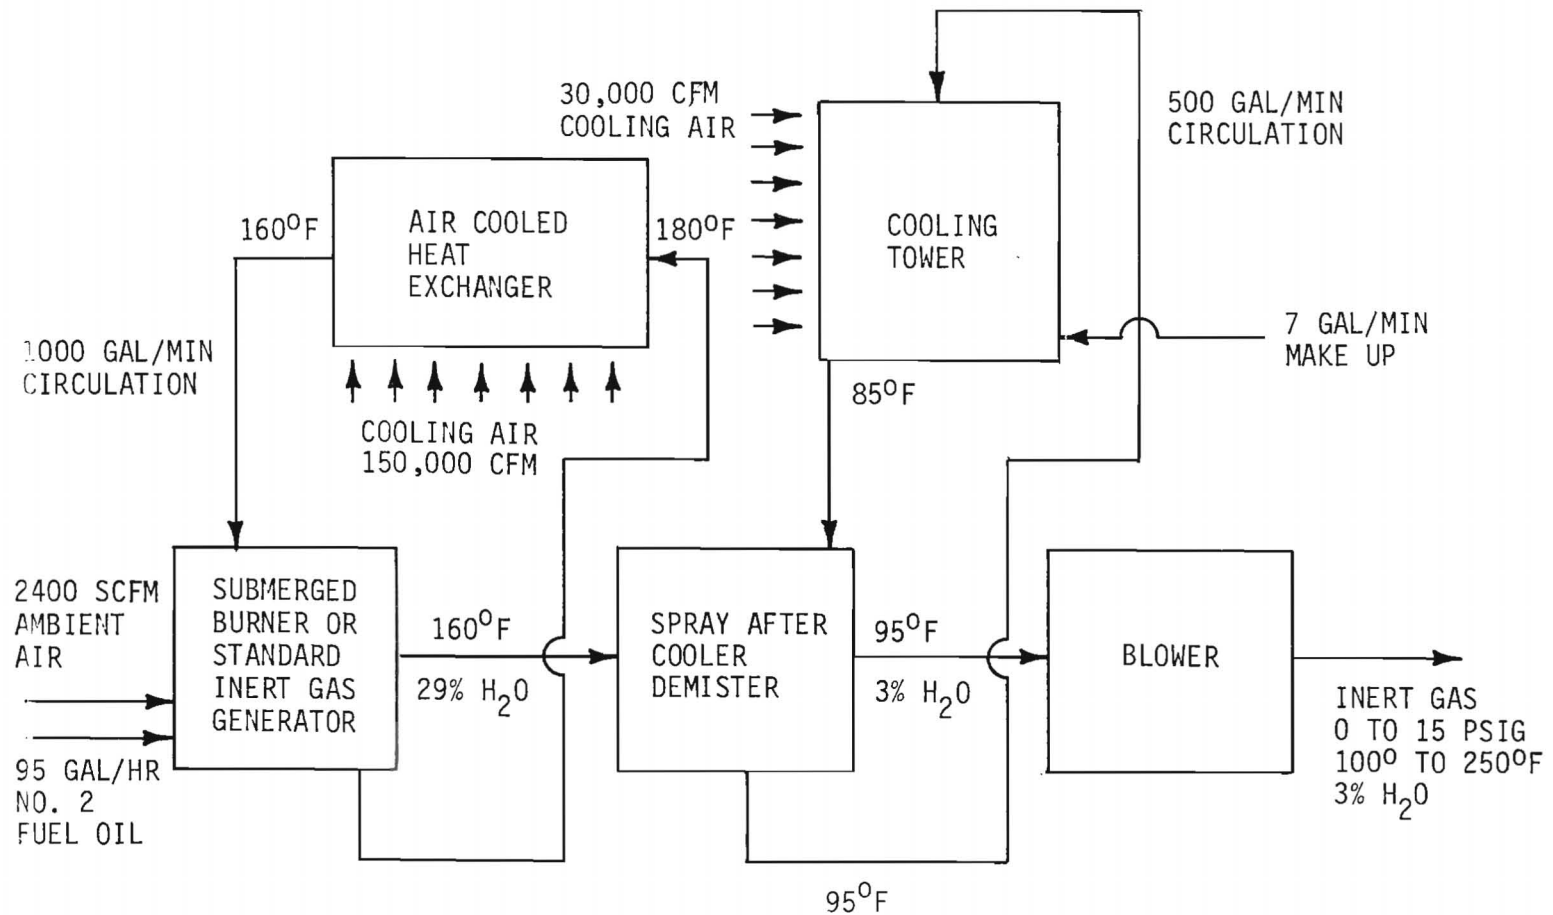 30,000 CFM
COOLING AIR
500 GAL/MIN
CIRCULATION
160°F
AIR COOLED
HEAT
EXCHANGER
180°F
COOLING
TOWER
1000 GAL/MIN
CIRCULATION
7 GAL/MIN
MAKE UP
85°F
COOLING AIR
150,000 CFM
2400 SCFM
AMBIENT
AIR
SUBMERGED
BURNER OR
STANDARD
INERT GAS
GENERATOR
160°F
29% H₂O
SPRAY AFTER
COOLER
DEMISTER
95°F
3% H₂O
BLOWER
INERT GAS
0 TO 15 PSIG
100° TO 250°F
3% H₂O
95 GAL/HR
NO. 2
FUEL OIL
95°F